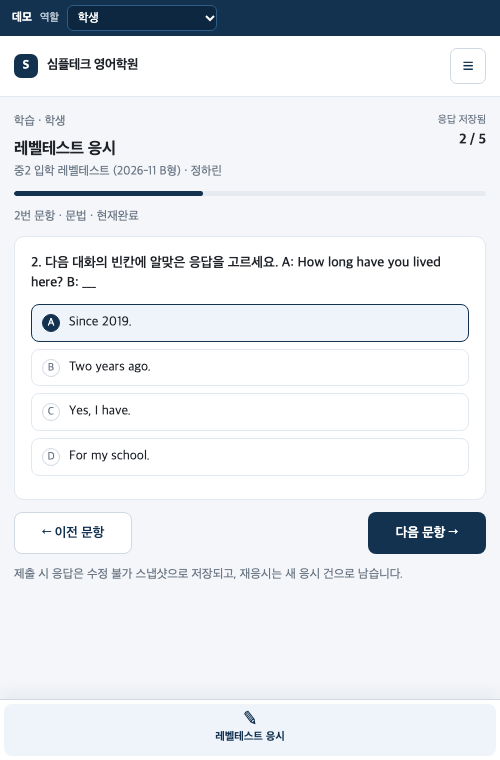 데모 역할 학생
S 심플테크 영어학원
≡
학습 · 학생
응답 저장됨
레벨테스트 응시
2 / 5
중2 입학 레벨테스트 (2026-11 B형) · 정하린
2번 문항 · 문법 · 현재완료
2. 다음 대화의 빈칸에 알맞은 응답을 고르세요. A: How long have you lived
here? B: __
A Since 2019.
B Two years ago.
C Yes, I have.
D For my school.
← 이전 문항
다음 문항 →
제출 시 응답은 수정 불가 스냅샷으로 저장되고, 재응시는 새 응시 건으로 남습니다.
✎
레벨테스트 응시